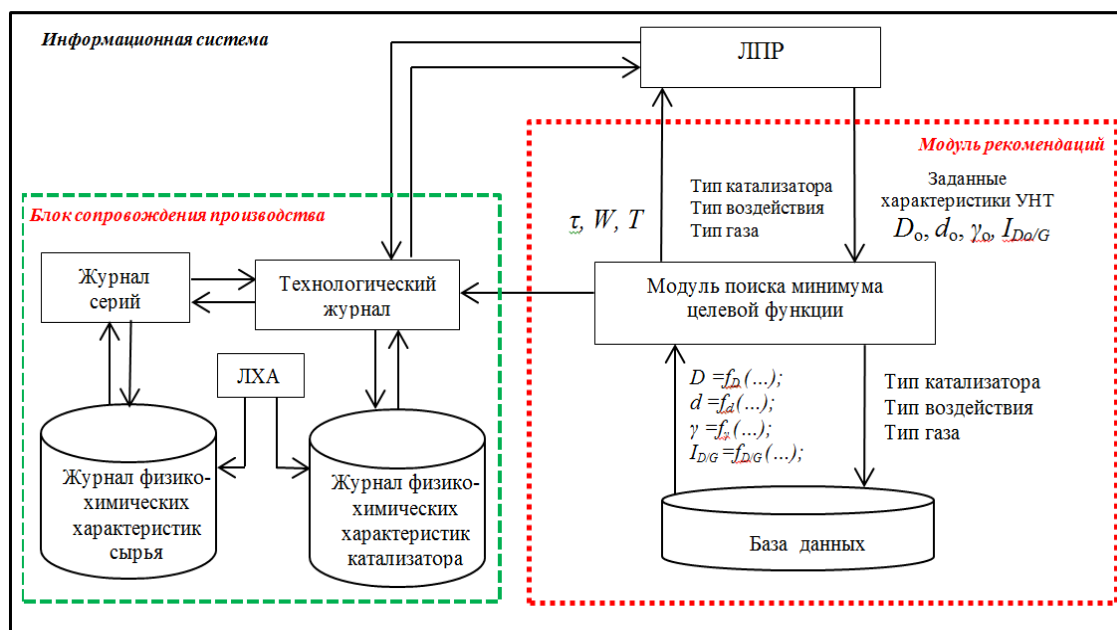 Информационная система
ЛПР
Модуль рекомендаций
Тип катализатора
Тип воздействия
Тип газа
Заданные
характеристики УНТ
τ, W, T
Dо, dо, γо, IDо/G
Блок сопровождения производства
Журнал
серий
Технологический
журнал
Модуль поиска минимума
целевой функции
ЛХА
D =fD(...);
d =fd(...);
γ =fγ(...);
ID/G =fD/G(...);
Тип катализатора
Тип воздействия
Тип газа
Журнал физико-
химических
характеристик
сырья
Журнал физико-
химических
характеристик
катализатора
База данных